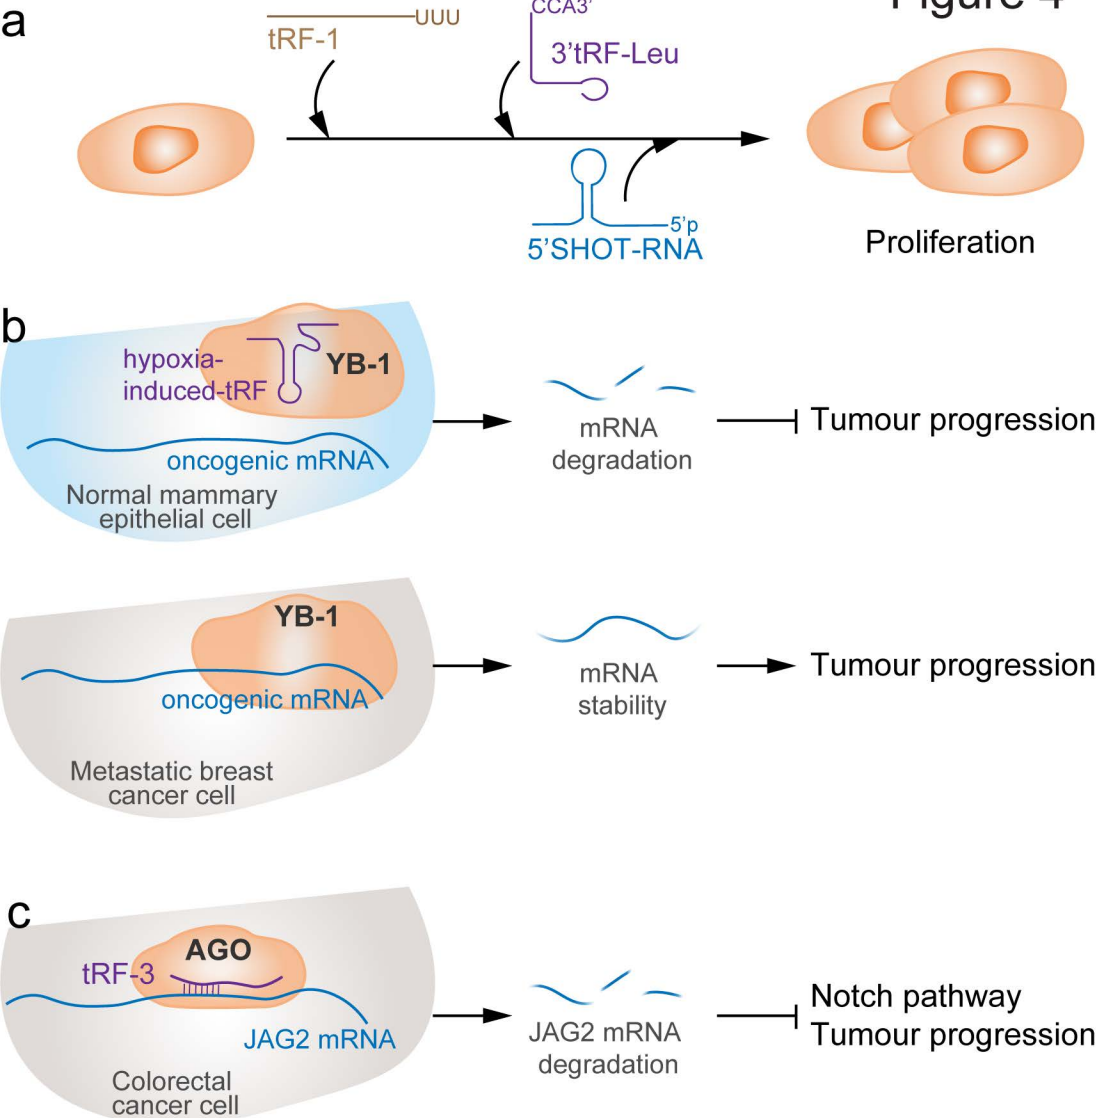 a
Figure 4
UUU
tRF-1
CCA3'
3'tRF-Leu
5'p
5'SHOT-RNA
Proliferation
b
hypoxia-
induced-tRF
YB-1
oncogenic mRNA
Normal mammary
epithelial cell
mRNA
degradation
Tumour progression
YB-1
oncogenic mRNA
Metastatic breast
cancer cell
mRNA
stability
Tumour progression
c
AGO
tRF-3
JAG2 mRNA
Colorectal
cancer cell
JAG2 mRNA
degradation
Notch pathway
Tumour progression